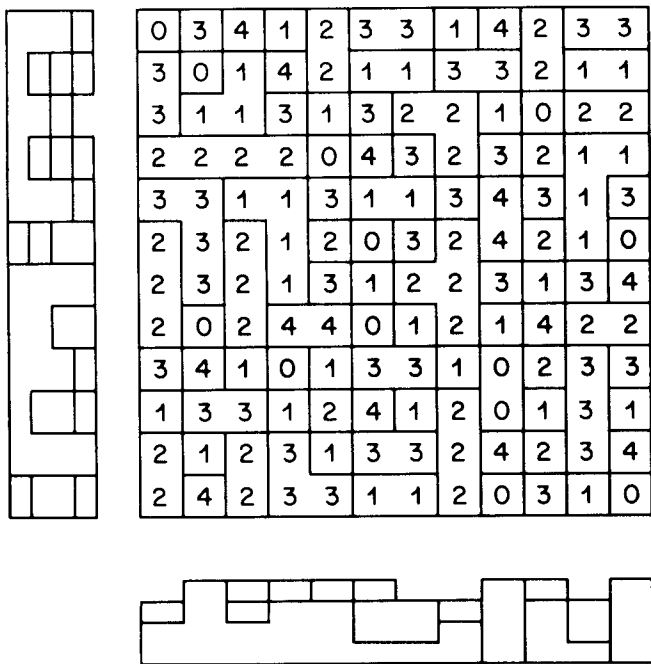 0 3 4 1 2 3 3 1 4 2 3 3
3 0 1 4 2 1 1 3 3 2 1 1
3 1 1 3 1 3 2 2 1 0 2 2
2 2 2 2 0 4 3 2 3 2 1 1
3 3 1 1 3 1 1 3 4 3 1 3
2 3 2 1 2 0 3 2 4 2 1 0
2 3 2 1 3 1 2 2 3 1 3 4
2 0 2 4 4 0 1 2 1 4 2 2
3 4 1 0 1 3 3 1 0 2 3 3
1 3 3 1 2 4 1 2 0 1 3 1
2 1 2 3 1 3 3 2 4 2 3 4
2 4 2 3 3 1 1 2 0 3 1 0